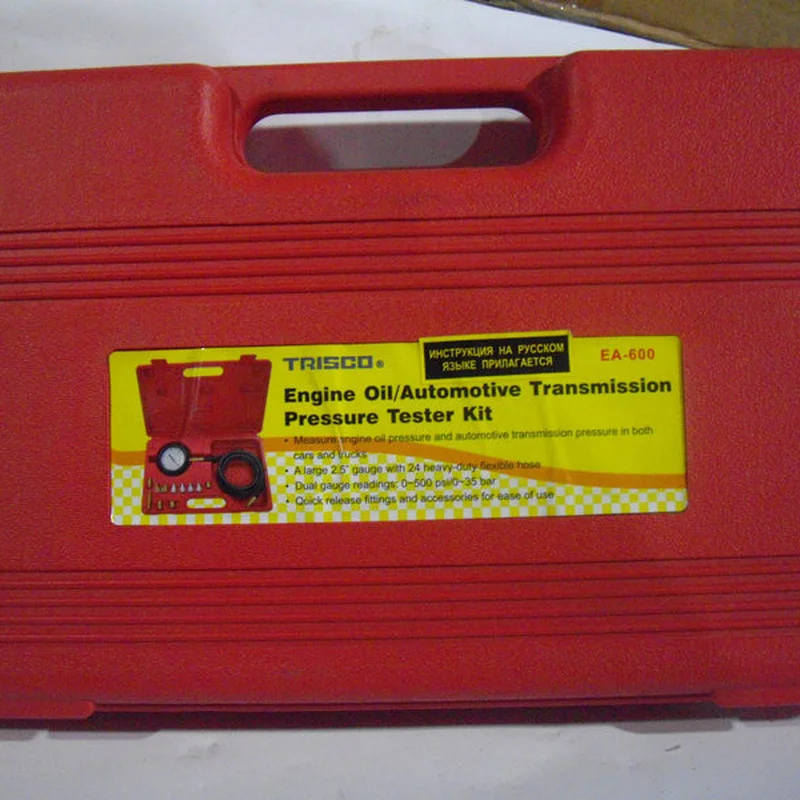 TRISCO®
ИНСТРУКЦИЯ НА РУССКОМ
ЯЗЫКЕ ПРИЛАГАЕТСЯ
EA-600
Engine Oil/Automotive Transmission
Pressure Tester Kit
• Measure engine oil pressure and automotive transmission pressure in both
cars and trucks
• A large 2.5" gauge with 24 heavy-duty flexible hose
• Dual gauge readings: 0~500 psi/0~35 bar
• Quick release fittings and accessories for ease of use